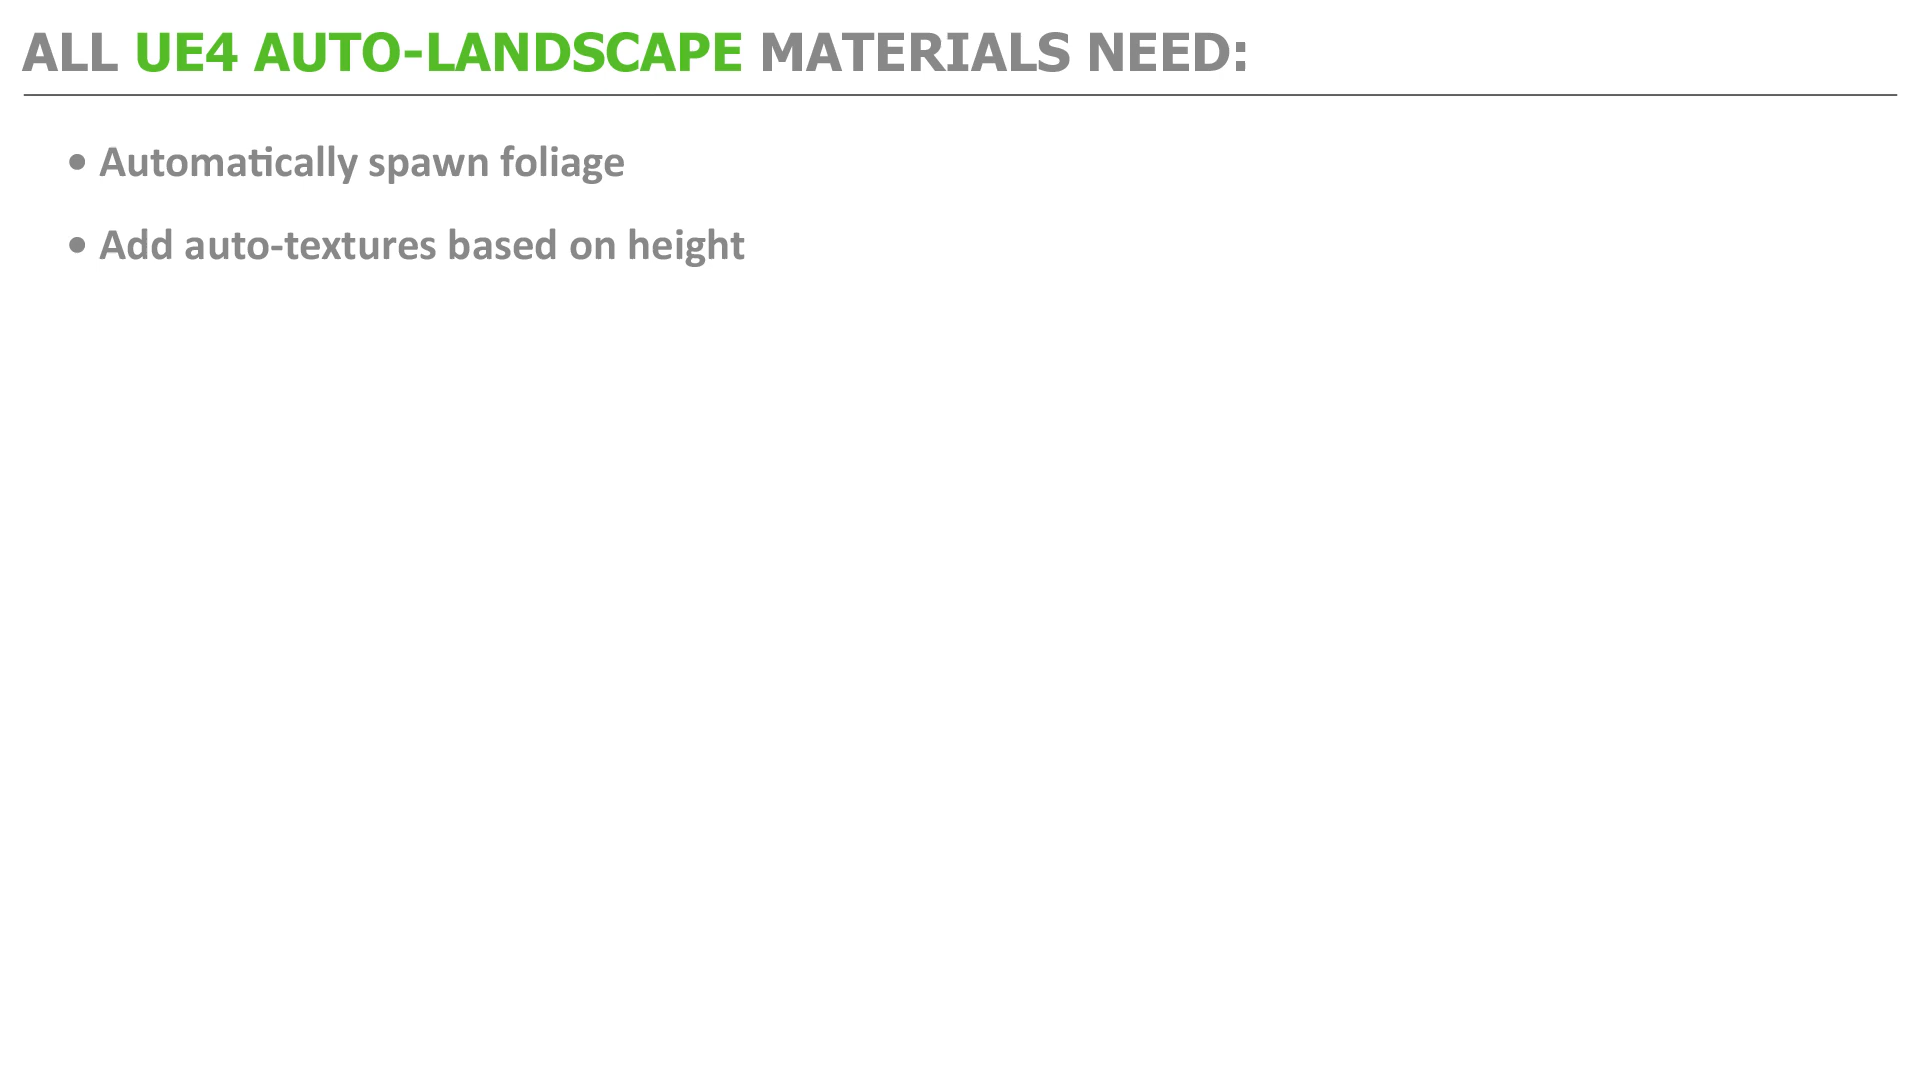 ALL UE4 AUTO-LANDSCAPE MATERIALS NEED:
• Automatically spawn foliage
• Add auto-textures based on height